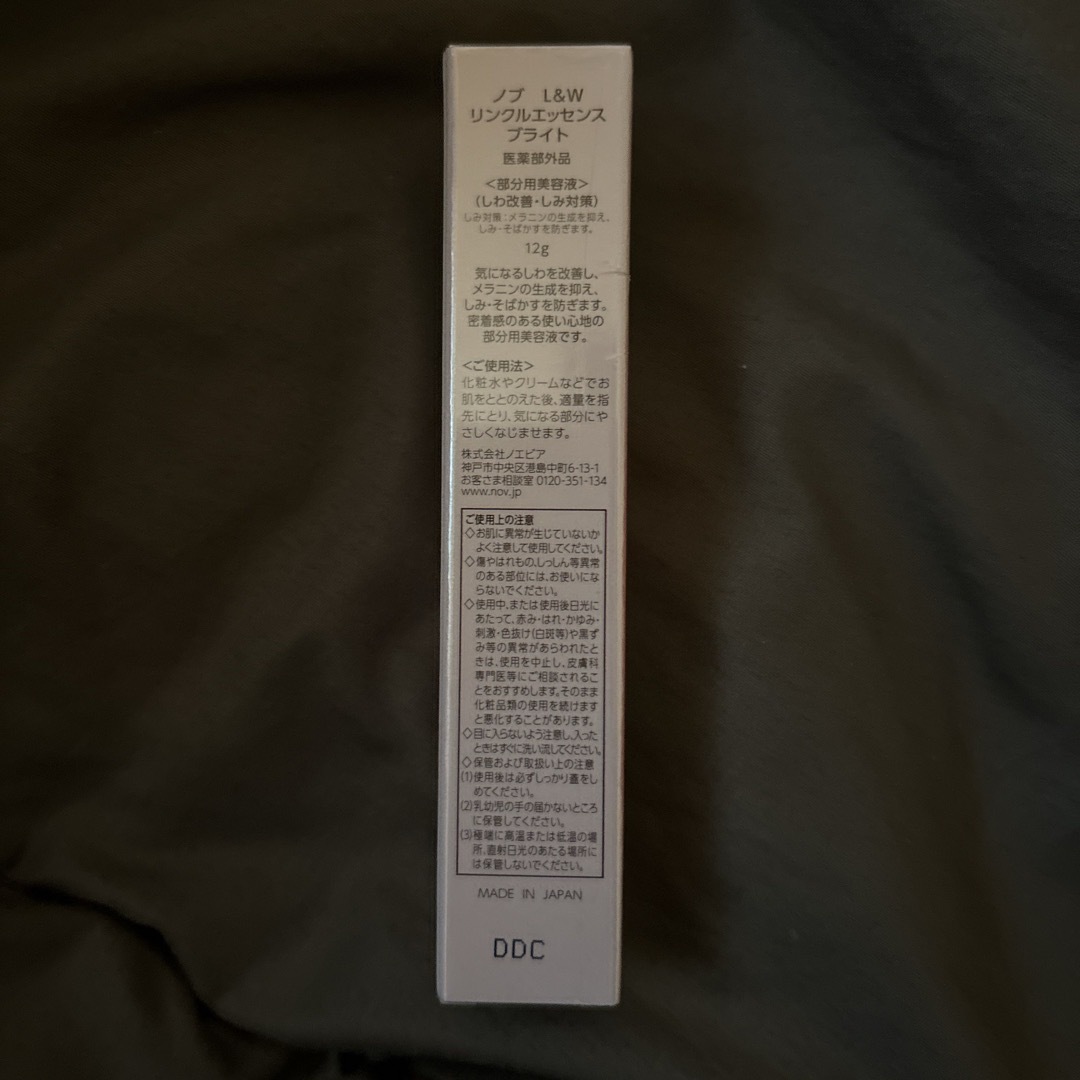 ノブ L&W
リンクルエッセンス
ブライト
医薬部外品
<部分用美容液>
(しわ改善・しみ対策)
しみ対策:メラニンの生成を抑え、
しみ・そばかすを防ぎます。
12g
気になるしわを改善し、
メラニンの生成を抑え、
しみ・そばかすを防ぎます。
密着感のある使い心地の
部分用美容液です。
<ご使用法>
化粧水やクリームなどでお
肌をととのえた後、適量を指
先にとり、気になる部分にや
さしくなじませます。
株式会社ノエビア
神戸市中央区港島中町6-13-1
お客さま相談室 0120-351-134
www.nov.jp
ご使用上の注意
◇お肌に異常が生じていないか
よく注意して使用してください。
◇傷やはれもの、しっしん等異常
のある部位には、お使いにな
らないでください。
◇使用中、または使用後日光に
あたって、赤み・はれ・かゆみ・
刺激・色抜け(白斑等)や黒ず
み等の異常があらわれたと
きは、使用を中止し、皮膚科
専門医等にご相談されるこ
とをおすすめします。そのまま
化粧品類の使用を続けますと
と悪化することがあります。
◇目に入らないよう注意し、入った
ときはすぐに洗い流してください。
◇保管および取扱い上の注意
(1)使用後は必ずしっかり蓋をし
めてください。
(2)乳幼児の手の届かないところ
に保管してください。
(3)極端に高温または低温の場
所、直射日光のあたる場所に
は保管しないでください。
MADE IN JAPAN
DDC